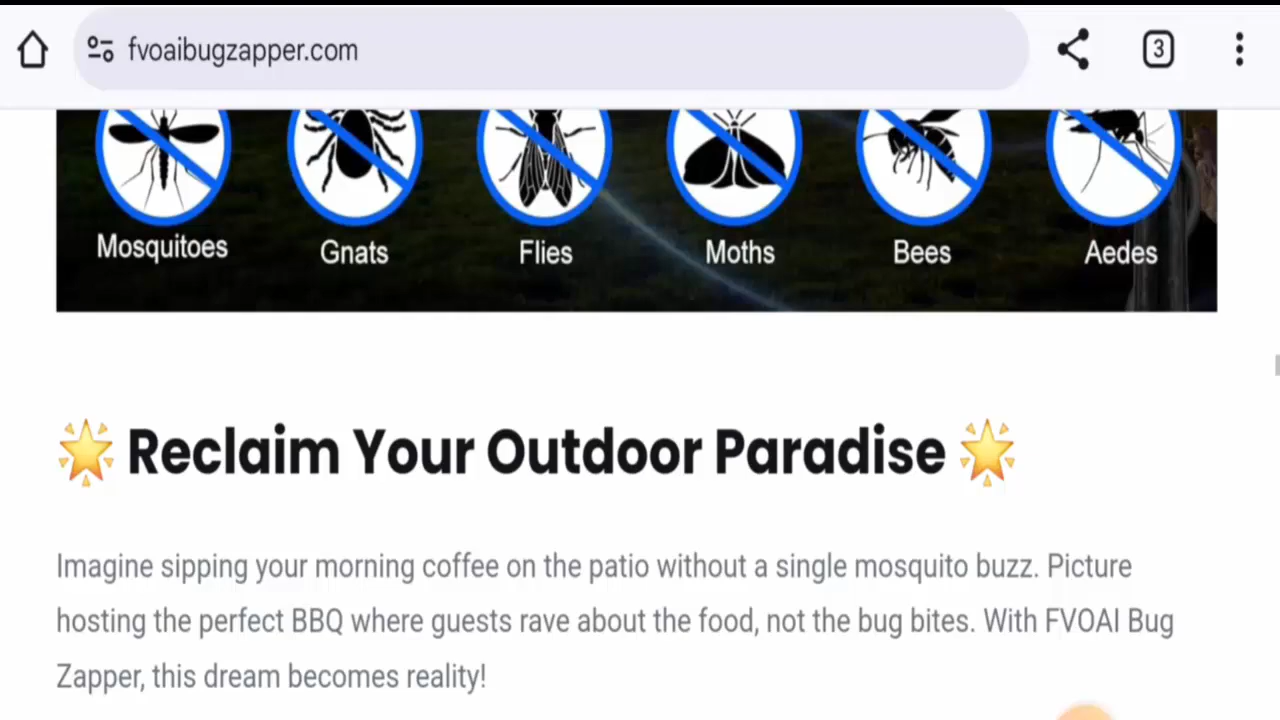 fvoaibugzapper.com
3
Mosquitoes Gnats Flies Moths Bees Aedes
🌟 Reclaim Your Outdoor Paradise 🌟
Imagine sipping your morning coffee on the patio without a single mosquito buzz. Picture
hosting the perfect BBQ where guests rave about the food, not the bug bites. With FVOAI Bug
Zapper, this dream becomes reality!